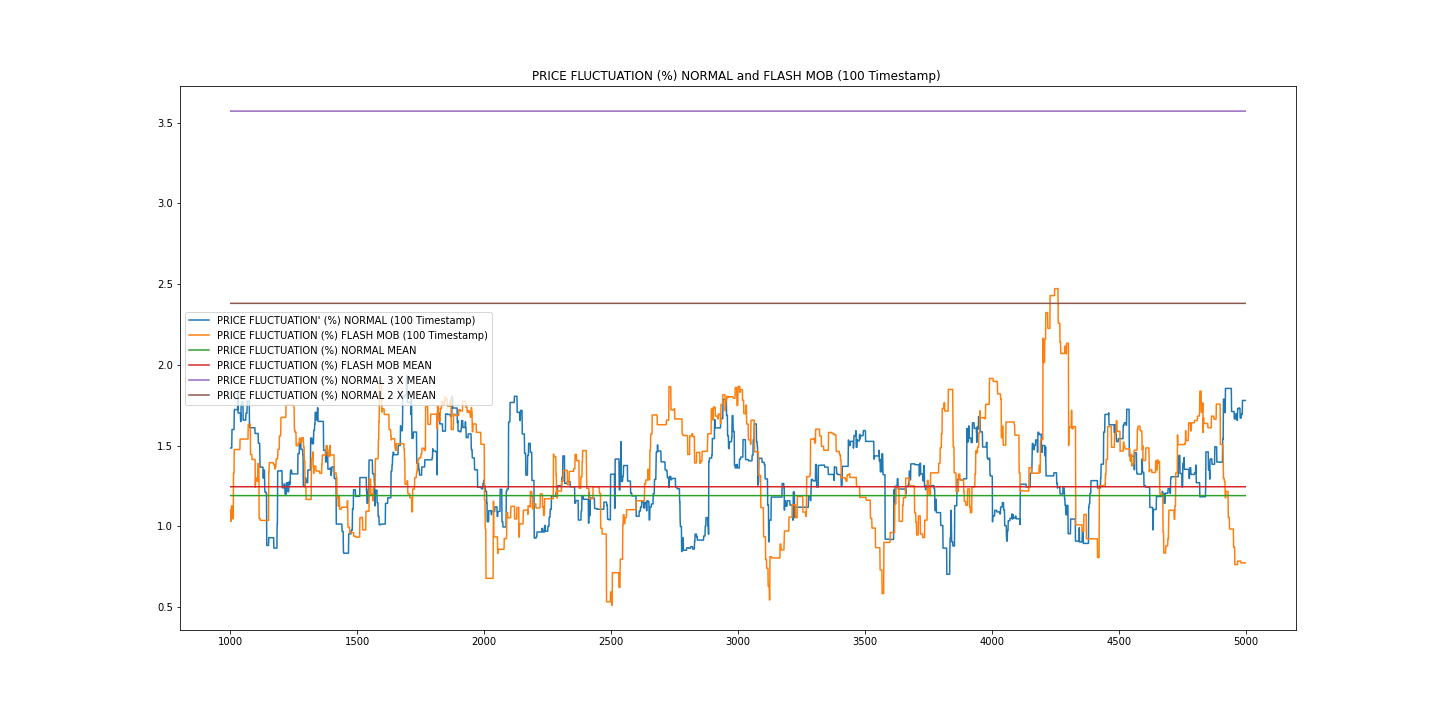 PRICE FLUCTUATION (%) NORMAL and FLASH MOB (100 Timestamp)
3.5
3.0
2.5
PRICE FLUCTUATION' (%) NORMAL (100 Timestamp)
PRICE FLUCTUATION (%) FLASH MOB (100 Timestamp)
PRICE FLUCTUATION (%) NORMAL MEAN
PRICE FLUCTUATION (%) FLASH MOB MEAN
PRICE FLUCTUATION (%) NORMAL 3 X MEAN
PRICE FLUCTUATION (%) NORMAL 2 X MEAN
2.0
1.5
1.0
0.5
1000 1500 2000 2500 3000 3500 4000 4500 5000